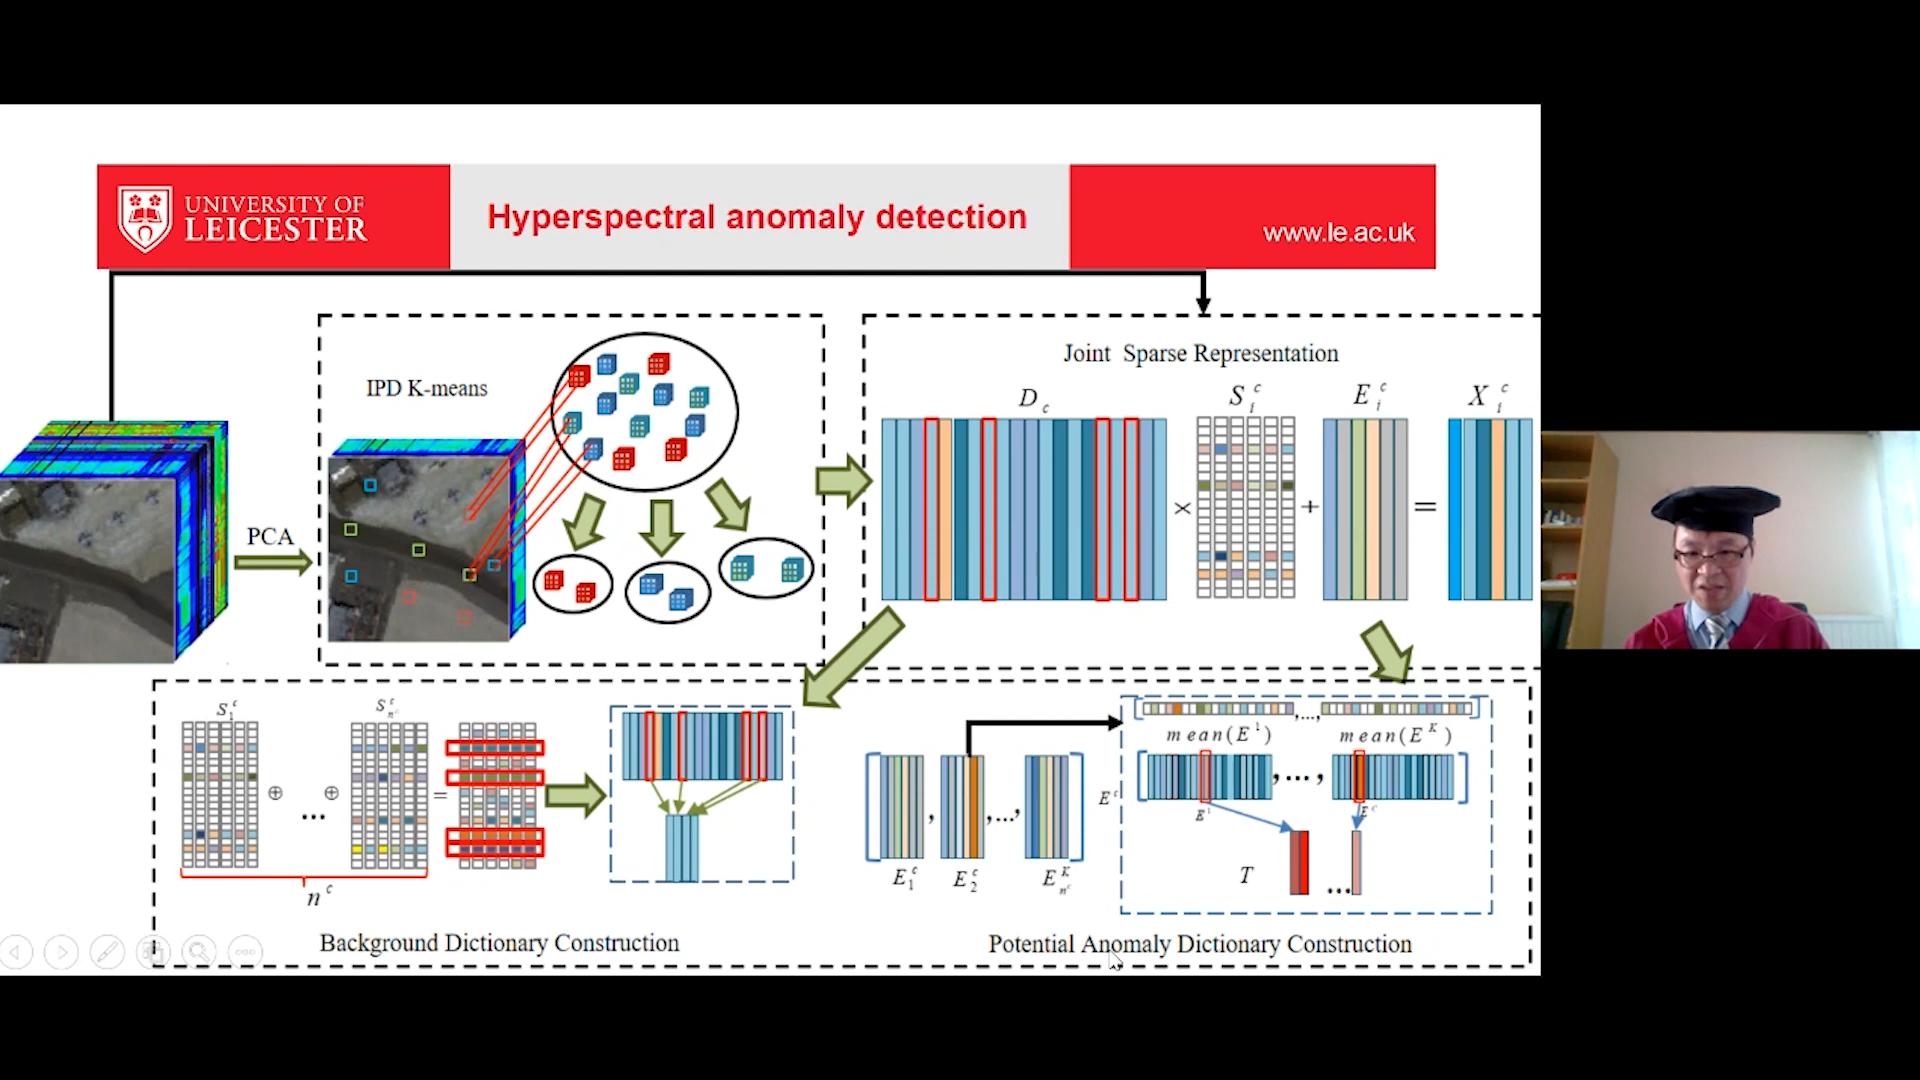 UNIVERSITY OF
LEICESTER
Hyperspectral anomaly detection
www.le.ac.uk
IPD K-means
PCA
Joint Sparse Representation
D c
S i c
E i c
X i c
×
+
=
S 1 c
S n c c
⊕
...
⊕
=
n c
Background Dictionary Construction
mean(E 1)
,...,
mean(E K)
, ... ,
E c
E 1
E c
,
,...,
E 1 c
E 2 c
E n c K
T
...
Potential Anomaly Dictionary Construction